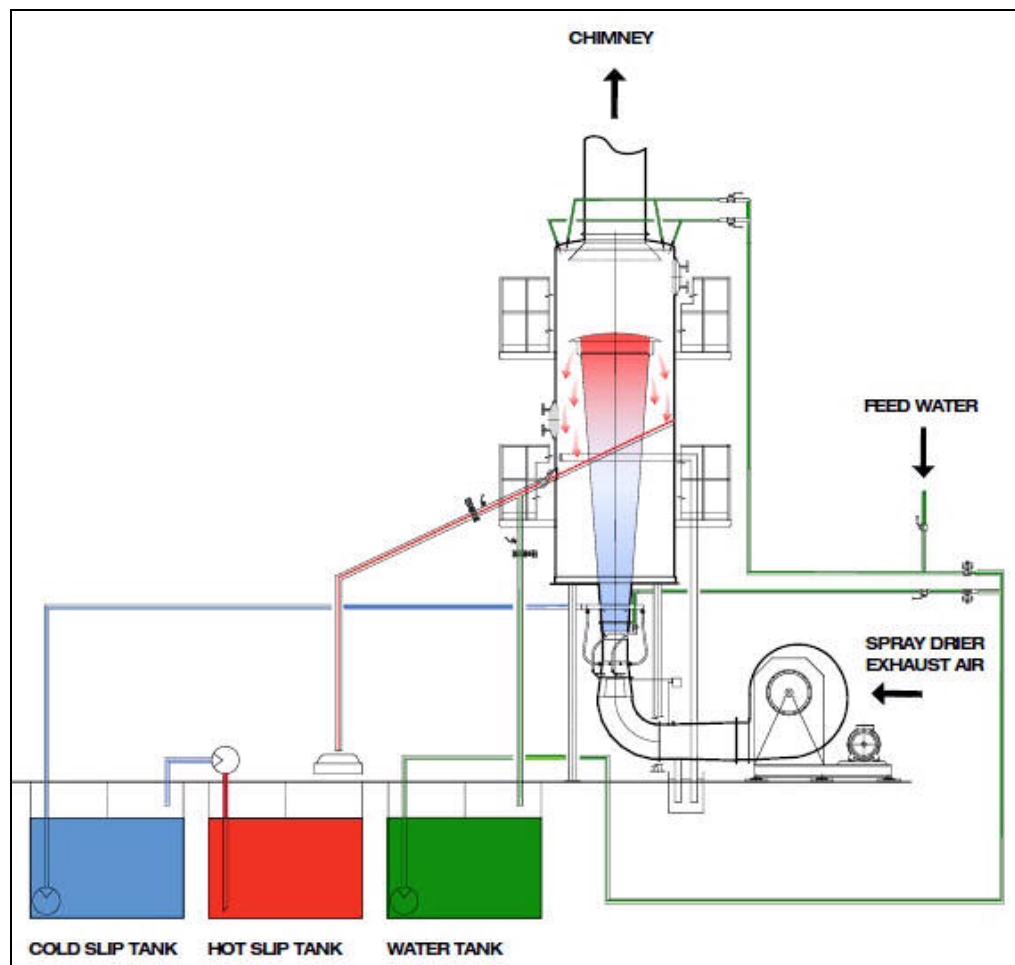 CHIMNEY
FEED WATER
SPRAY DRIER
EXHAUST AIR
COLD SLIP TANK
HOT SLIP TANK
WATER TANK